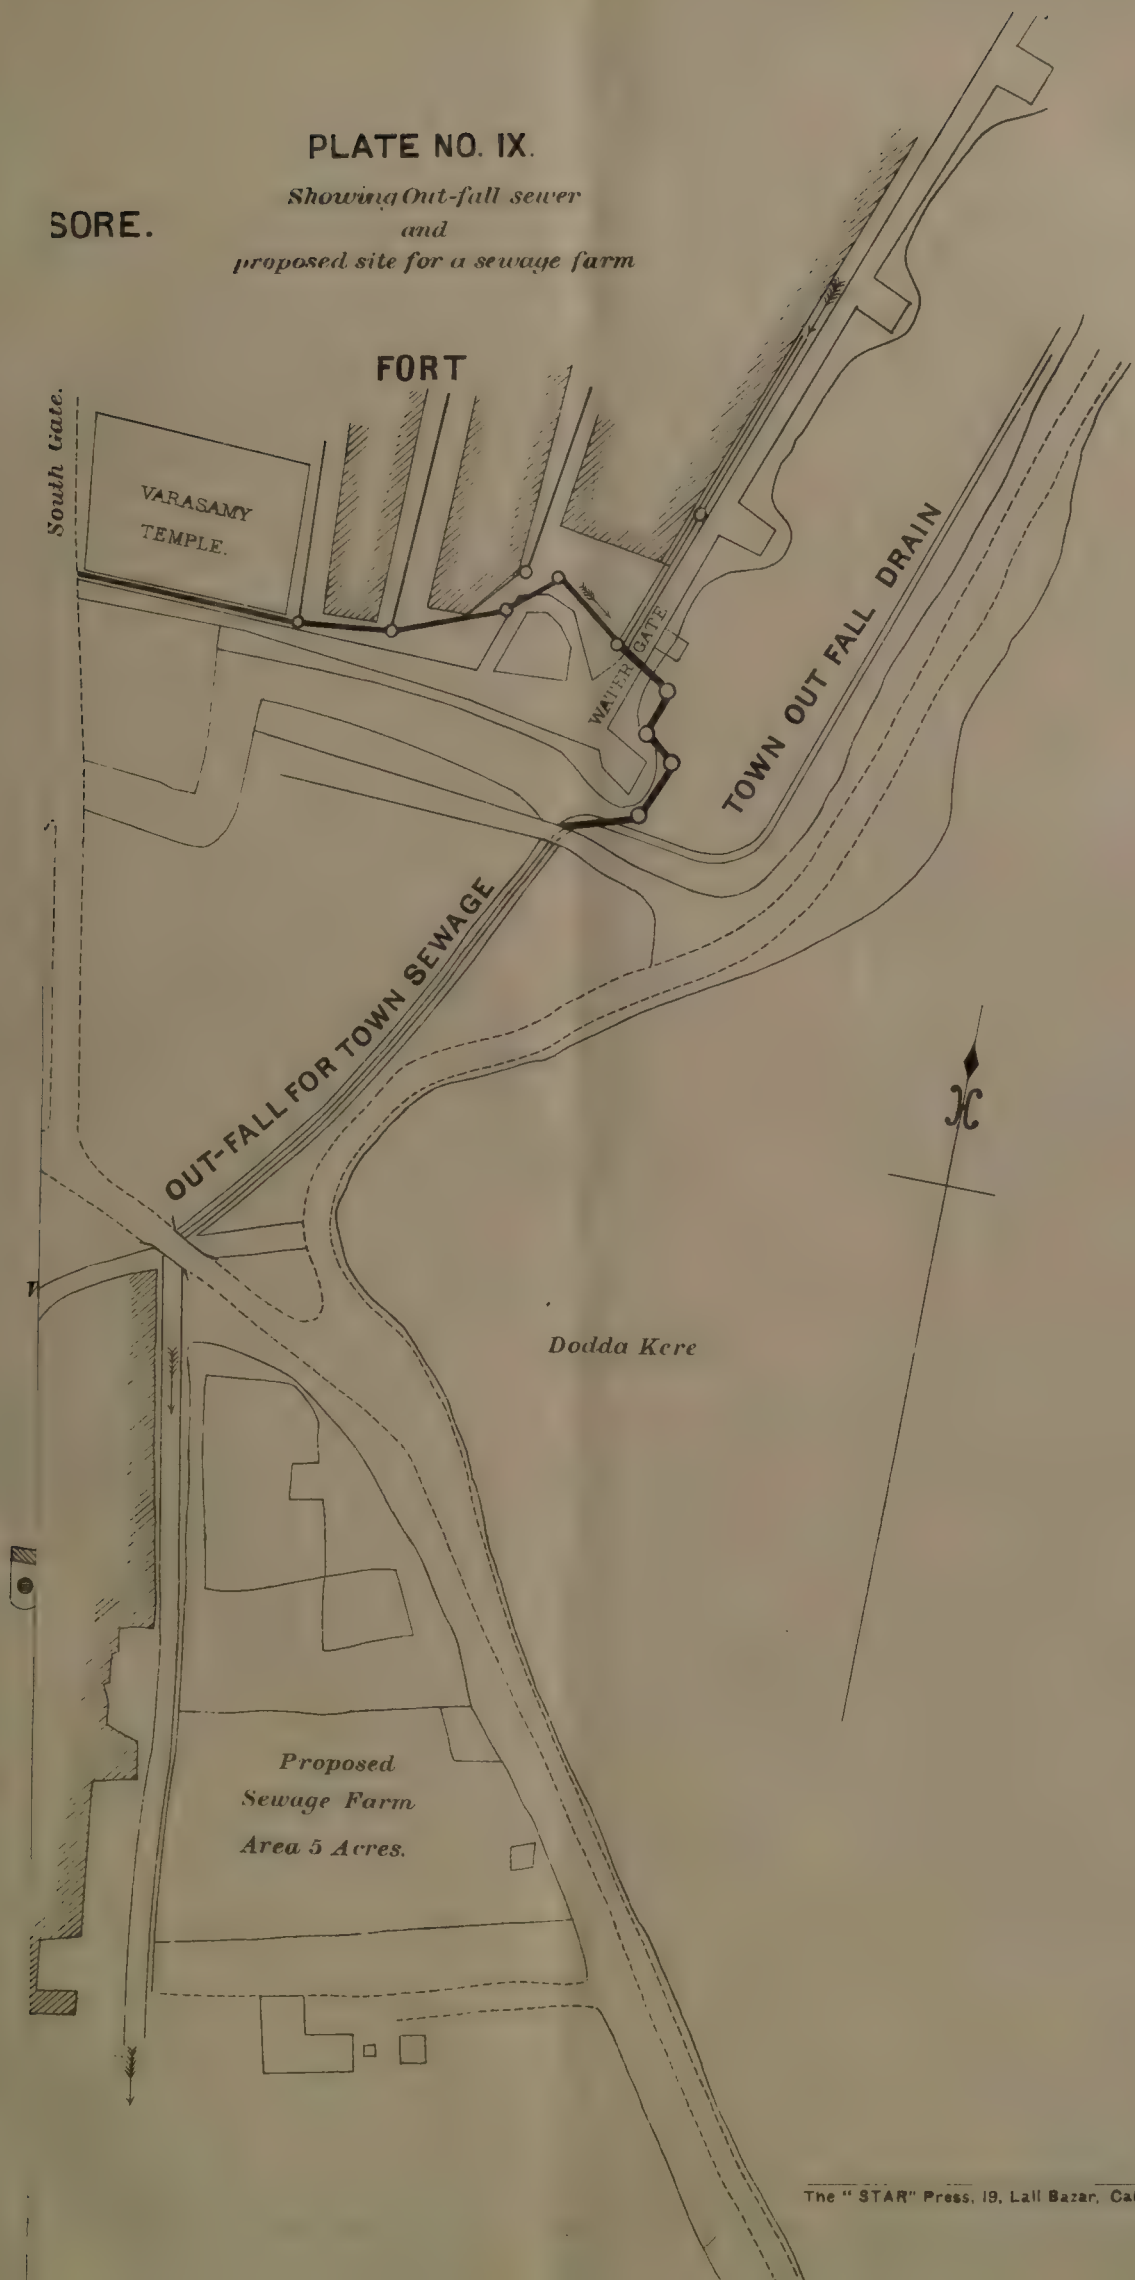 PLATE NO. IX.
Showing Out-fall sewer
and
proposed site for a sewage farm
SORE.
FORT
South Gate.
VARASAMY
TEMPLE.
WATER GATE
TOWN OUT FALL DRAIN
OUT-FALL FOR TOWN SEWAGE
Dodda Kere
Proposed
Sewage Farm
Area 5 Acres.
The "STAR" Press, 19, Lall Bazar, Cal